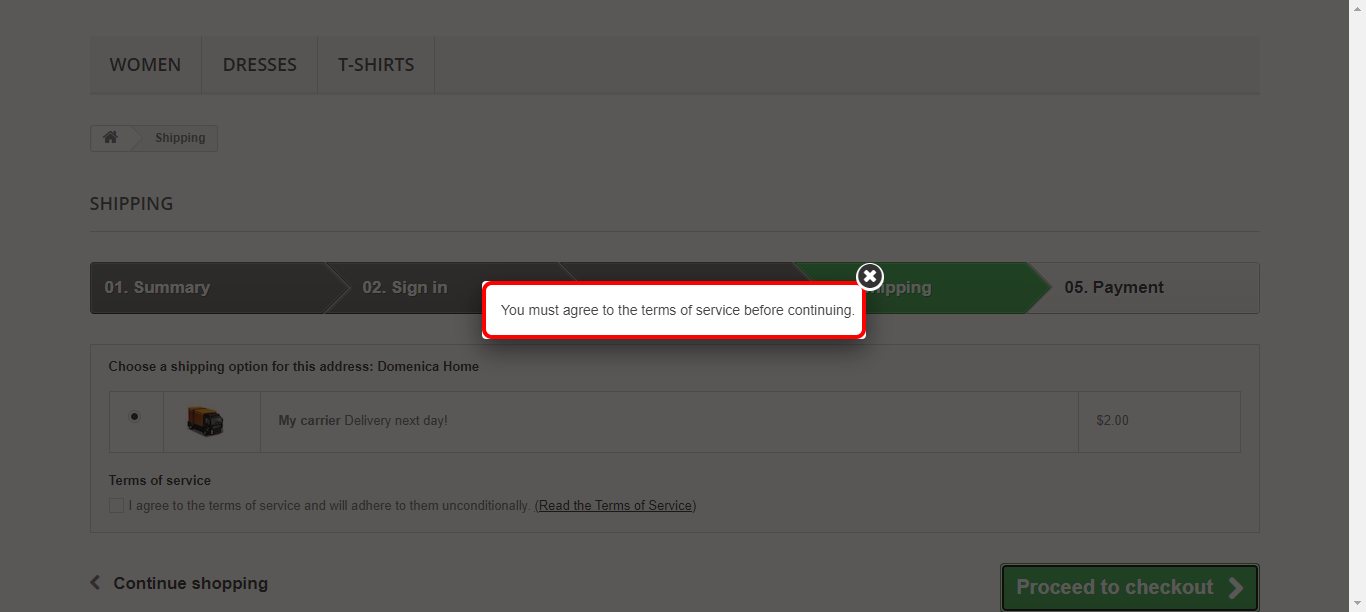 WOMEN
DRESSES
T-SHIRTS
Shipping
SHIPPING
01. Summary
02. Sign in
05. Payment
You must agree to the terms of service before continuing.
Choose a shipping option for this address: Domenica Home
My carrier Delivery next day!
$2.00
Terms of service
I agree to the terms of service and will adhere to them unconditionally. (Read the Terms of Service)
Continue shopping
Proceed to checkout